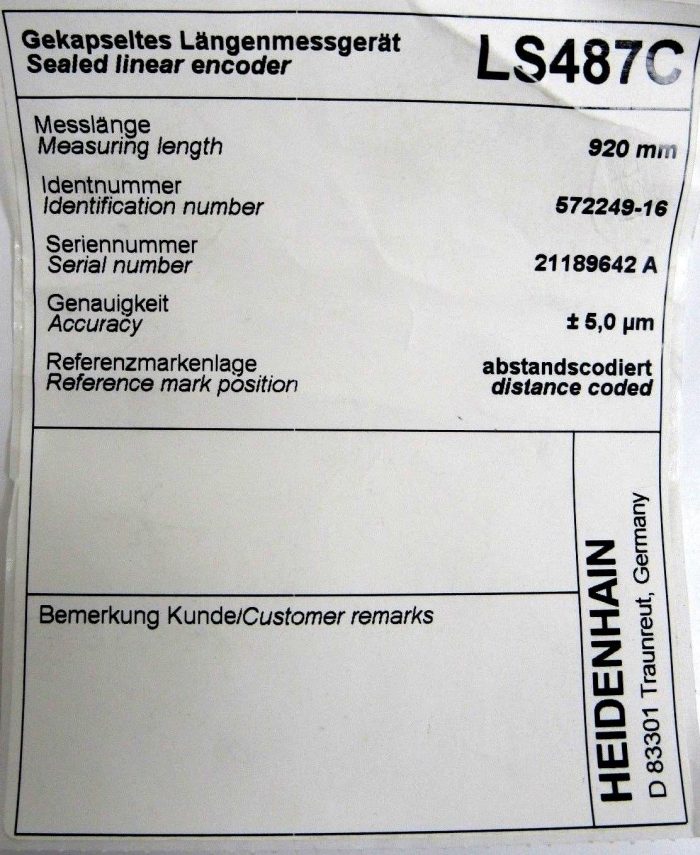 Gekapseltes Längenmessgerät
Sealed linear encoder
LS487C
Messlänge
Measuring length
920 mm
Identnummer
Identification number
572249-16
Seriennummer
Serial number
21189642 A
Genauigkeit
Accuracy
± 5,0 µm
Referenzmarkenlage
Reference mark position
abstandscodiert
distance coded
Bemerkung Kunde/Customer remarks
HEIDENHAIN
D 83301 Traunreut, Germany